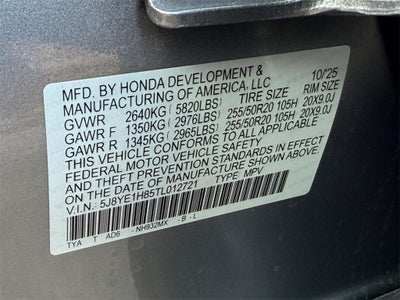 MFD. BY HONDA DEVELOPMENT & 10/25
MANUFACTURING OF AMERICA, LLC
TIRE SIZE RIM SIZE
GVWR 2640KG (5820LBS)
GAWR F 1350KG (2976LBS) 255/50R20 105H 20X9.0J
GAWR R 1345KG (2965LBS) 255/50R20 105H 20X9.0J
THIS VEHICLE CONFORMS TO ALL APPLICABLE
FEDERAL MOTOR VEHICLE SAFETY, BUMPER,
AND THEFT PREVENTION STANDARDS IN EFFECT
ON THE DATE OF MANUFACTURE SHOWN ABOVE.
V.I.N.: 5J8YE1H85TL012721 TYPE: MPV
TYA T AD6 -NH932MX -B -L